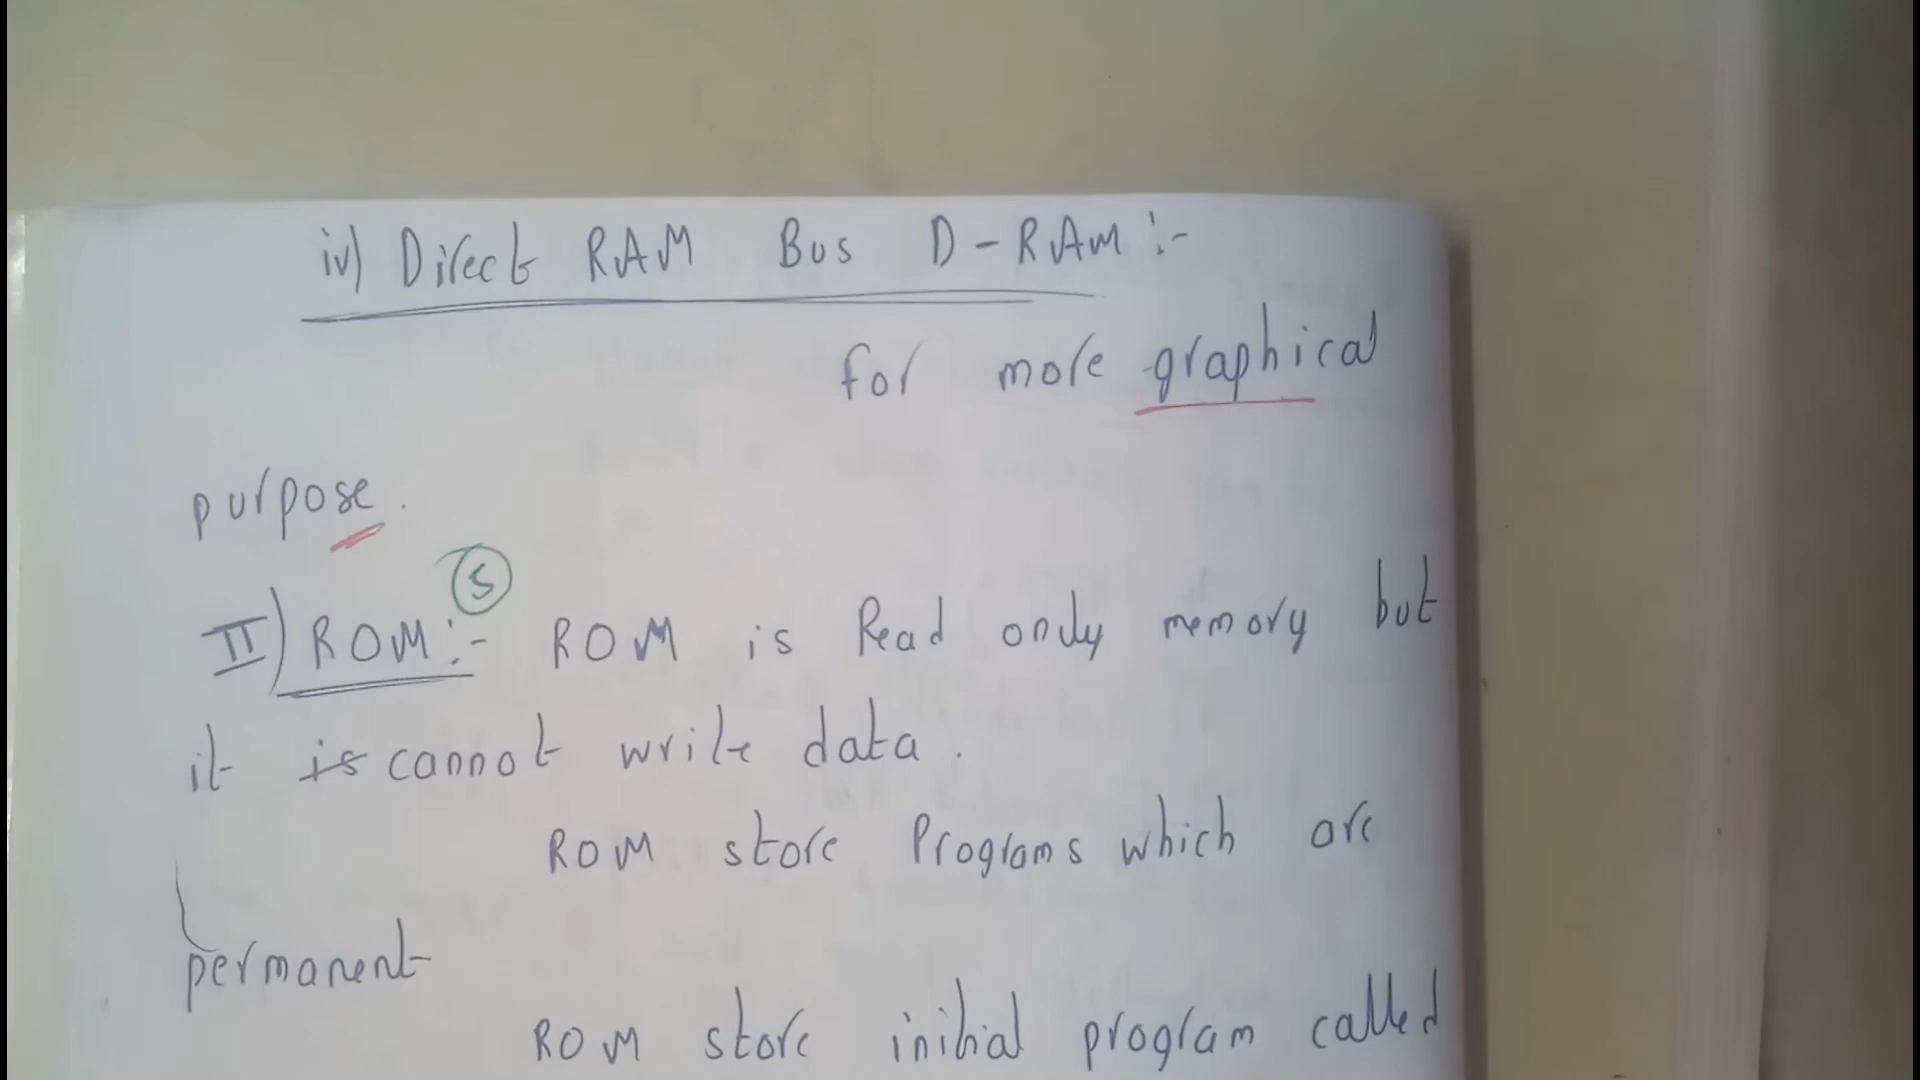 iv) Direct RAM Bus D-RAM :-
for more graphical
purpose.
II) ROM :- (5) ROM is Read only memory but
it is cannot write data.
ROM store Programs which are
permanent
ROM store initial program called